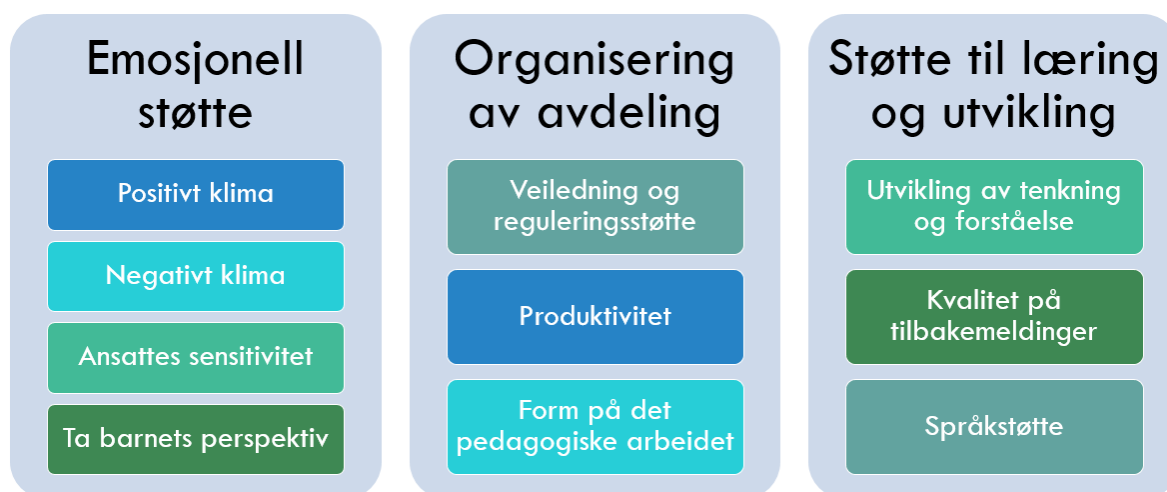 Emosjonell
støtte
Positivt klima
Negativt klima
Ansattes sensitivitet
Ta barnets perspektiv
Organisering
av avdeling
Veiledning og
reguleringsstøtte
Produktivitet
Form på det
pedagogiske arbeidet
Støtte til læring
og utvikling
Utvikling av tenkning
og forståelse
Kvalitet på
tilbakemeldinger
Språkstøtte